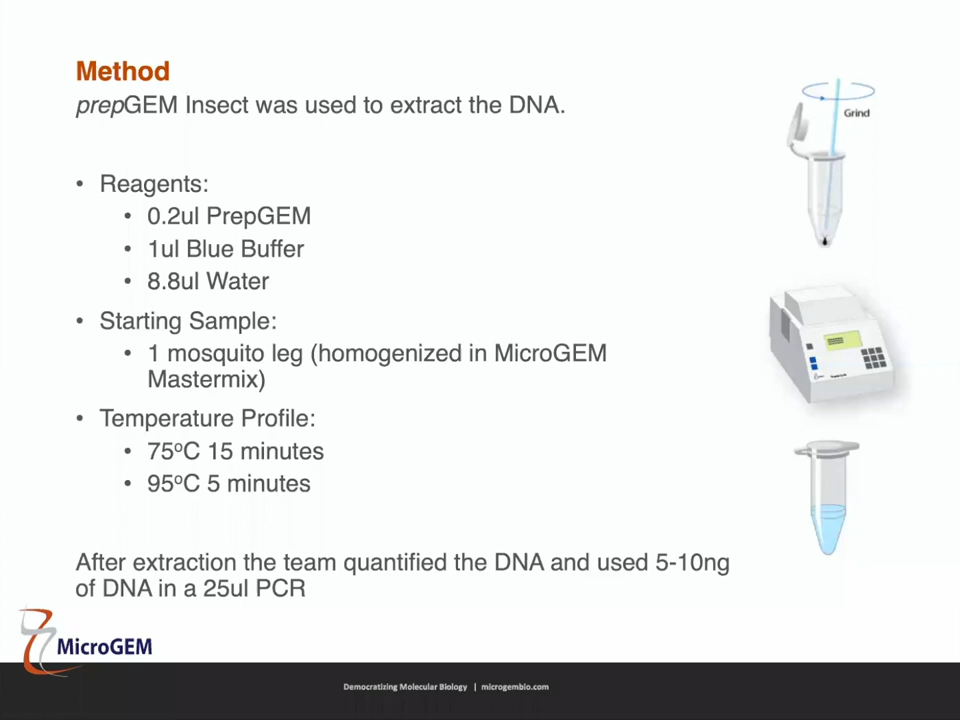 Method
prepGEM Insect was used to extract the DNA.
Grind
• Reagents:
• 0.2ul PrepGEM
• 1ul Blue Buffer
• 8.8ul Water
• Starting Sample:
• 1 mosquito leg (homogenized in MicroGEM
Mastermix)
• Temperature Profile:
• 75ºC 15 minutes
• 95ºC 5 minutes
After extraction the team quantified the DNA and used 5-10ng
of DNA in a 25ul PCR
MicroGEM
Democratizing Molecular Biology | microgembio.com